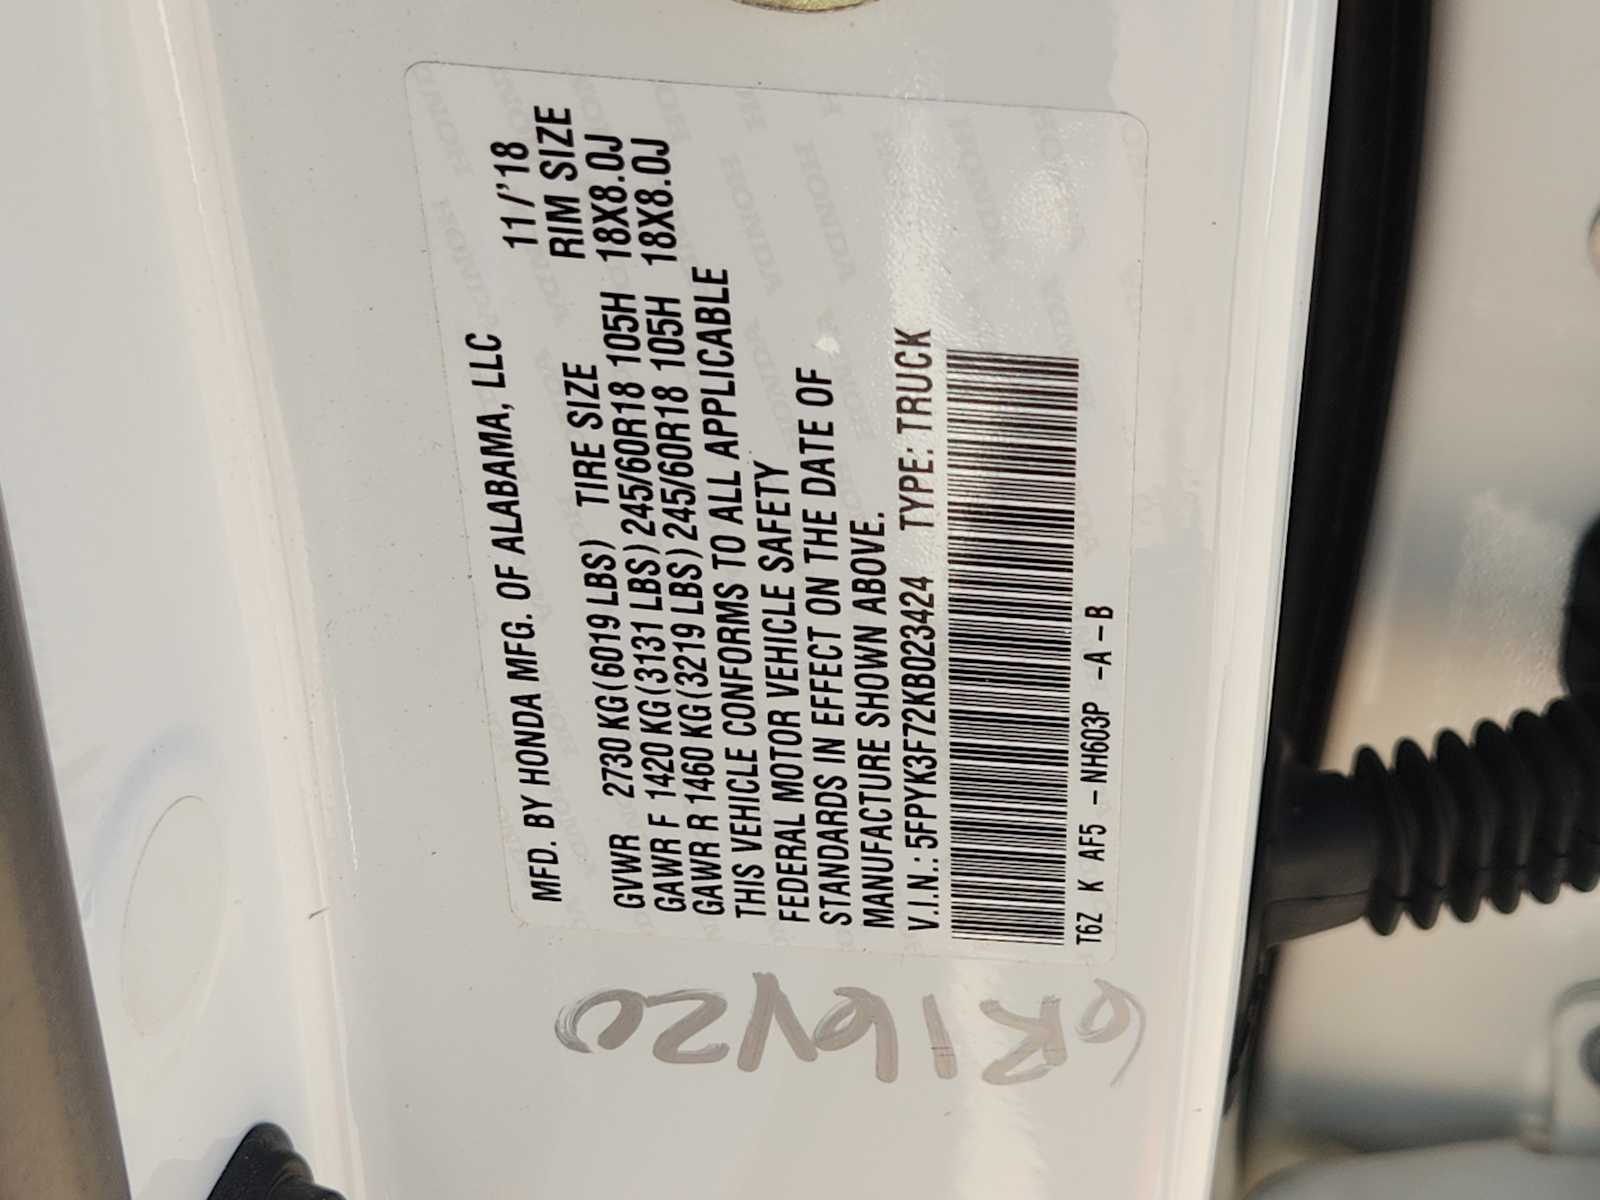 MFD. BY HONDA MFG. OF ALABAMA, LLC 11/'18
GVWR 2730 KG(6019 LBS) TIRE SIZE RIM SIZE
GAWR F 1420 KG(3131 LBS) 245/60R18 105H 18X8.0J
GAWR R 1460 KG(3219 LBS) 245/60R18 105H 18X8.0J
THIS VEHICLE CONFORMS TO ALL APPLICABLE
FEDERAL MOTOR VEHICLE SAFETY
STANDARDS IN EFFECT ON THE DATE OF
MANUFACTURE SHOWN ABOVE.
V.I.N.: 5FPYK3F72KB023424 TYPE: TRUCK
T6Z K AF5 - NH603P - A - B